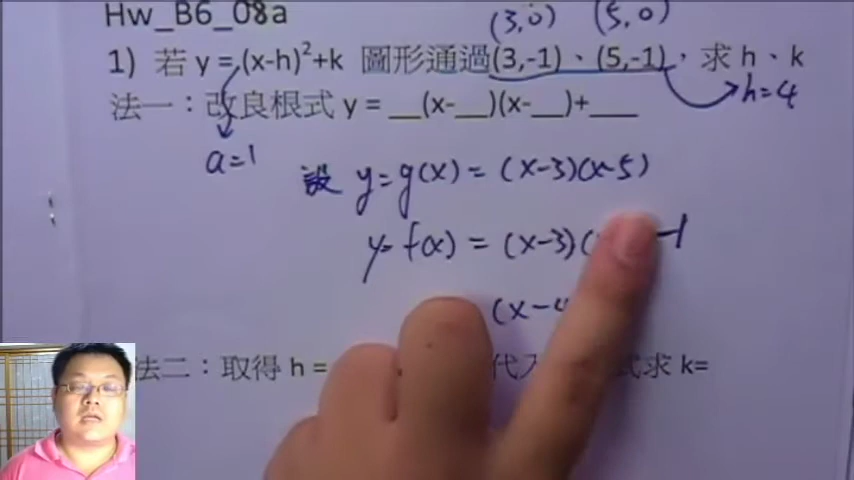 Hw_B6_08a
(3,0) (5,0)
1) 若 y = (x-h)²+k 圖形通過(3,-1)、(5,-1)，求 h、k
h=4
法一：改良根式 y = __(x-__)(x-__)+___
a=1
設 y=g(x) = (x-3)(x-5)
y=f(x) = (x-3)( -1
(x-4
法二：取得 h = 代入 式求 k=